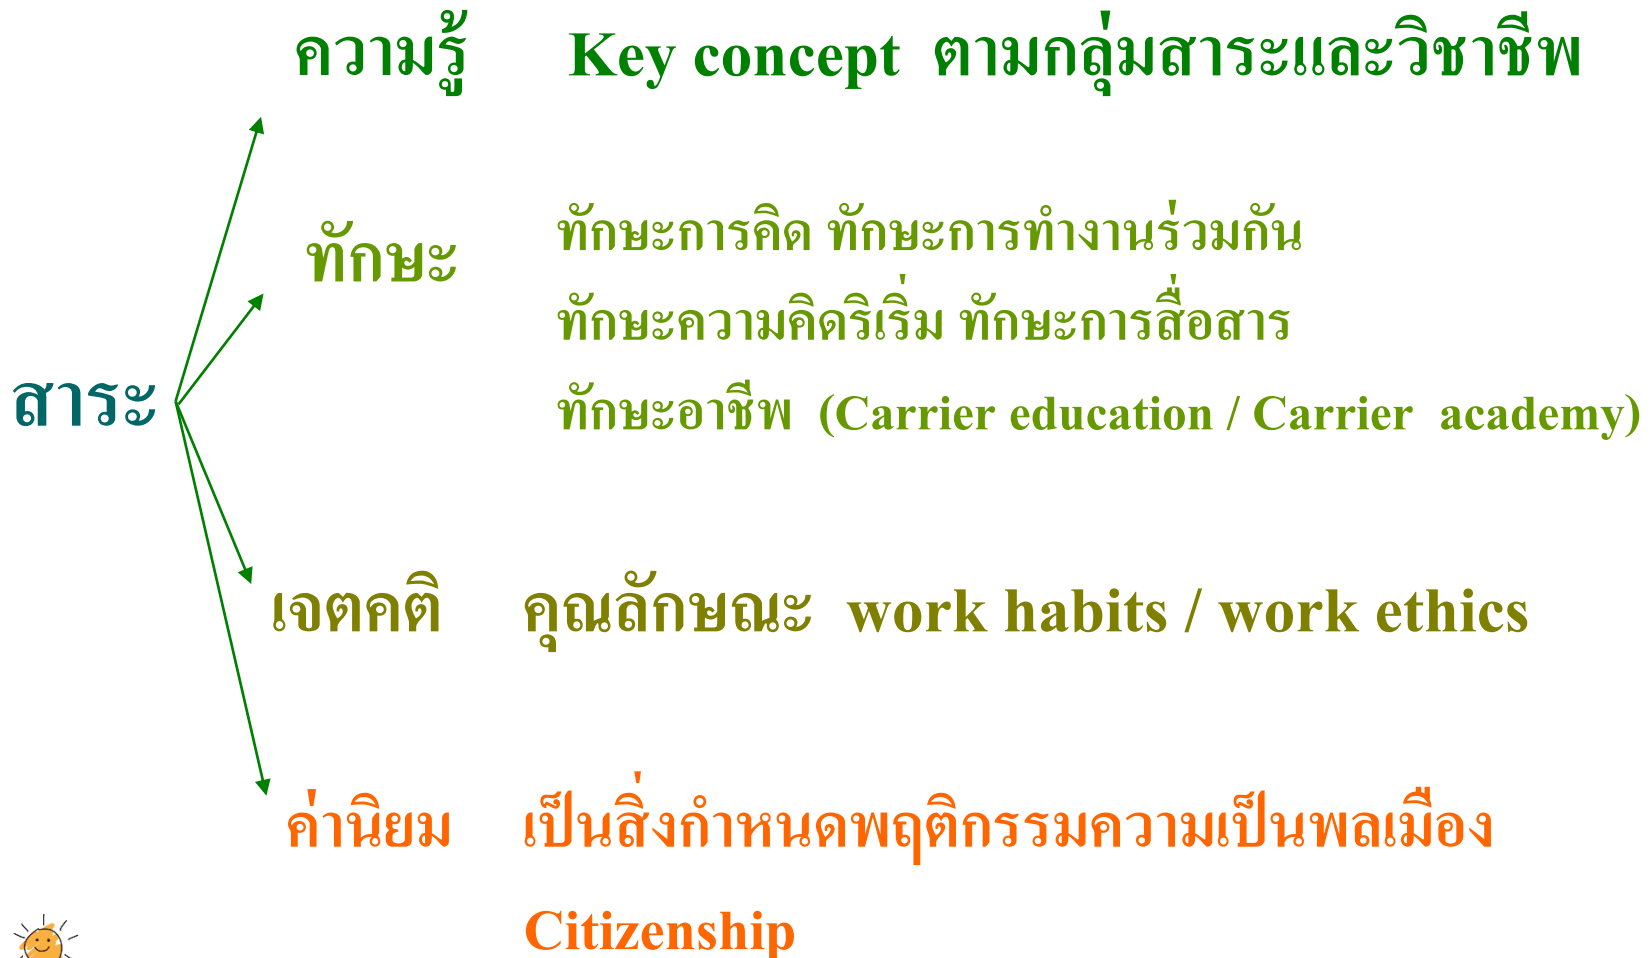 ความรู้ Key concept ตามกลุ่มสาระและวิชาชีพ
ทักษะ ทักษะการคิด ทักษะการทำงานร่วมกัน
ทักษะความคิดริเริ่ม ทักษะการสื่อสาร
สาระ ทักษะอาชีพ (Carrier education / Carrier academy)
เจตคติ คุณลักษณะ work habits / work ethics
ค่านิยม เป็นสิ่งกำหนดพฤติกรรมความเป็นพลเมือง
Citizenship